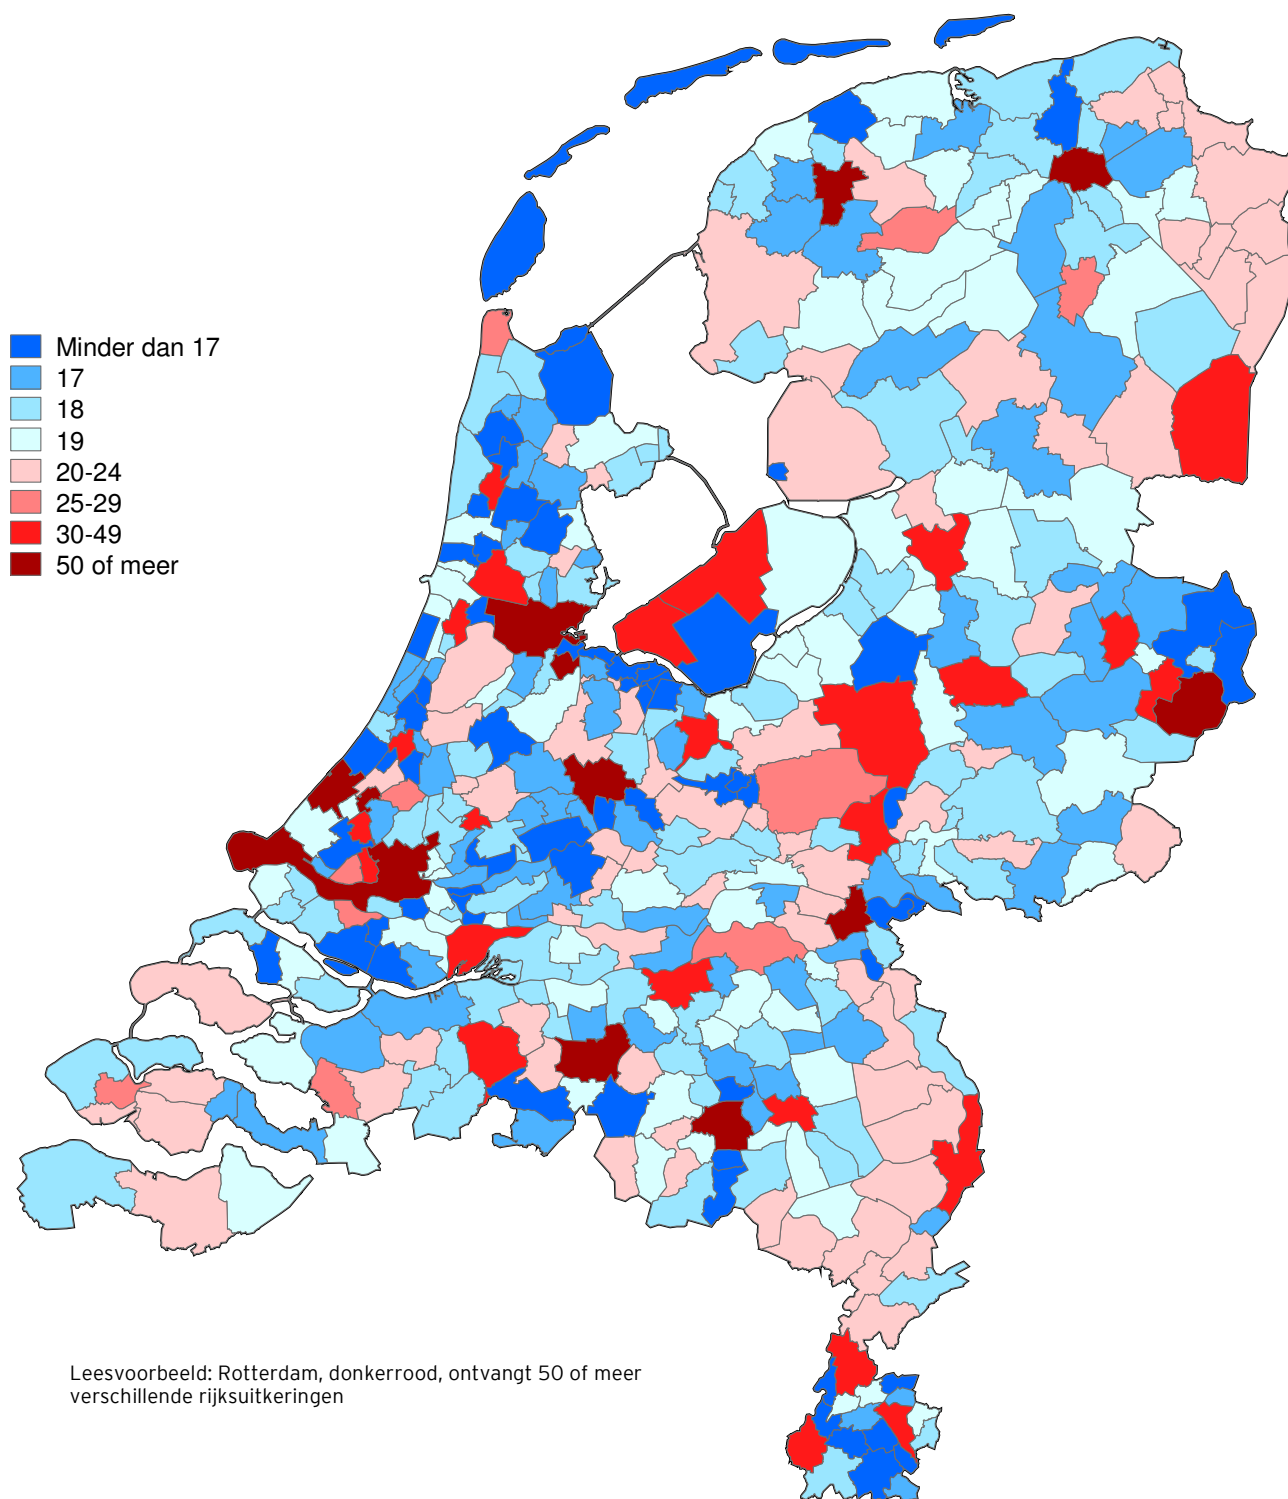 Minder dan 17
17
18
19
20-24
25-29
30-49
50 of meer
Leesvoorbeeld: Rotterdam, donkerrood, ontvangt 50 of meer
verschillende rijksuitkeringen